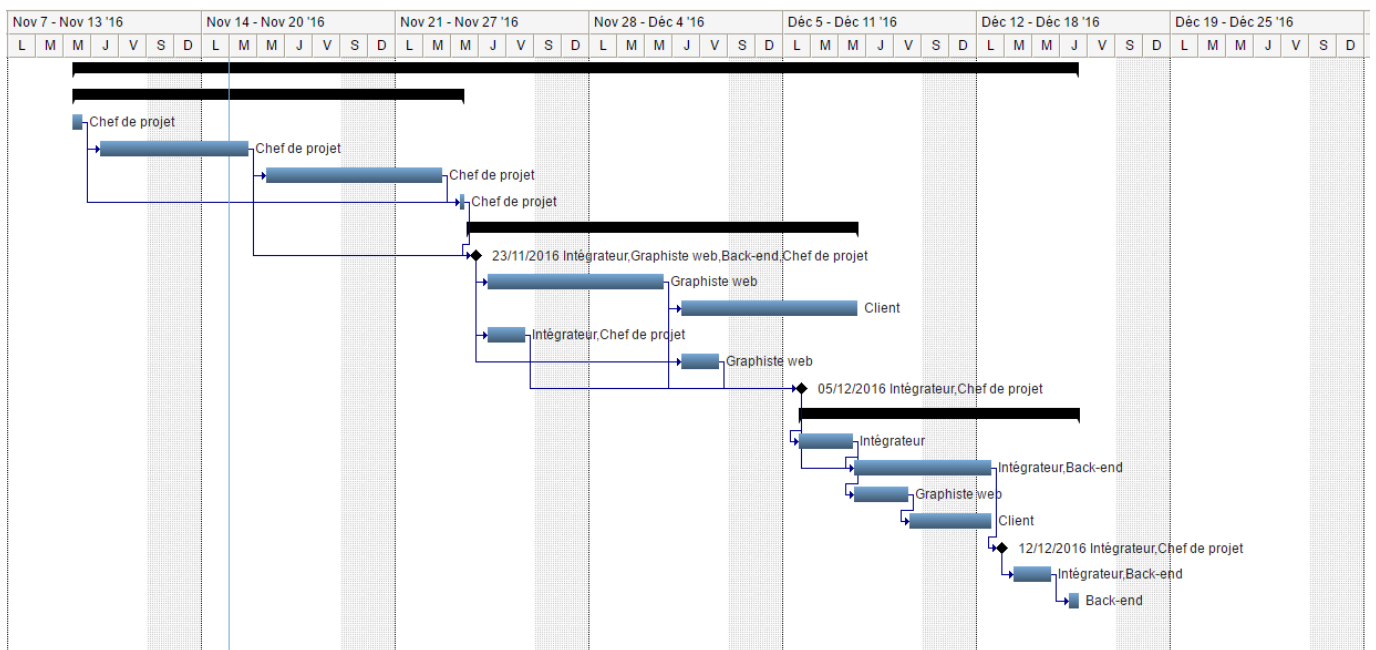 Nov 7 - Nov 13 '16 Nov 14 - Nov 20 '16 Nov 21 - Nov 27 '16 Nov 28 - Déc 4 '16 Déc 5 - Déc 11 '16 Déc 12 - Déc 18 '16 Déc 19 - Déc 25 '16
L M M J V S D L M M J V S D L M M J V S D L M M J V S D L M M J V S D L M M J V S D L M M J V S D
Chef de projet
Chef de projet
Chef de projet
Chef de projet
23/11/2016 Intégrateur,Graphiste web,Back-end,Chef de projet
Graphiste web
Client
Intégrateur,Chef de projet
Graphiste web
05/12/2016 Intégrateur,Chef de projet
Intégrateur
Intégrateur,Back-end
Graphiste web
Client
12/12/2016 Intégrateur,Chef de projet
Intégrateur,Back-end
Back-end